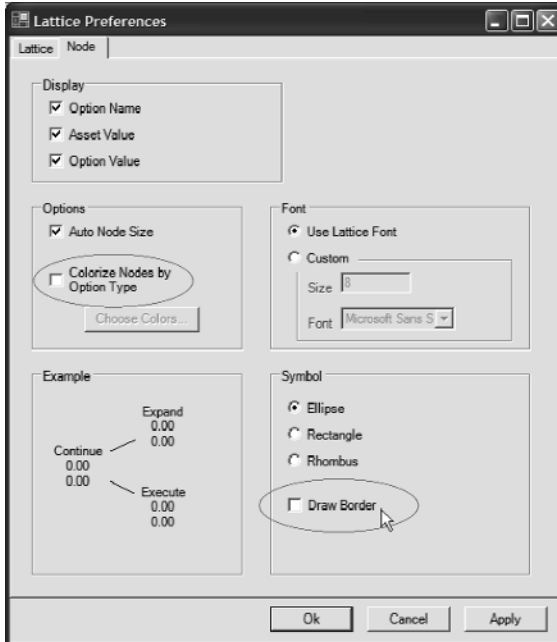 Lattice Preferences
Lattice Node
Display
Option Name
Asset Value
Option Value
Options
Auto Node Size
Colorize Nodes by
Option Type
Choose Colors...
Font
Use Lattice Font
Custom
Size 8
Font Microsoft Sans S
Example
Expand
0.00
0.00
Continue
0.00
0.00
Execute
0.00
0.00
Symbol
Ellipse
Rectangle
Rhombus
Draw Border
Ok Cancel Apply